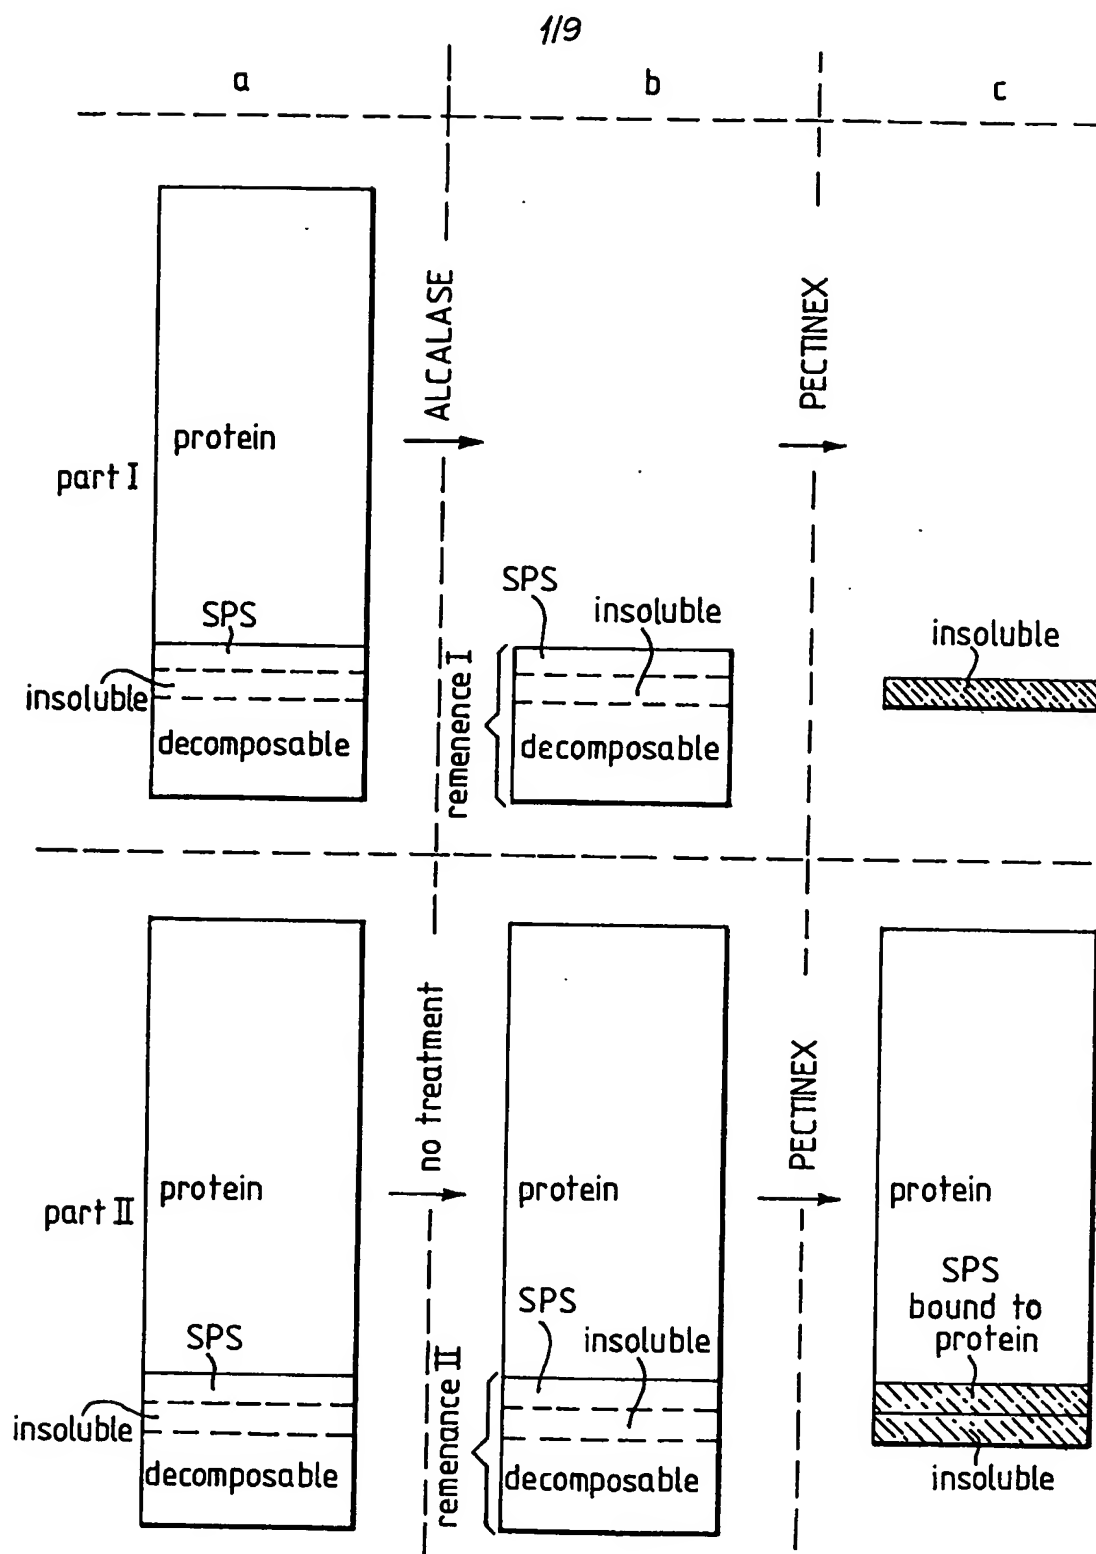 1/9
a
b
c
ALCALASE
PECTINEX
protein
part I
SPS
insoluble
decomposable
SPS
insoluble
remenence I
decomposable
insoluble
no treatment
PECTINEX
protein
part II
SPS
insoluble
decomposable
protein
SPS
insoluble
remenance II
decomposable
protein
SPS
bound to
protein
insoluble